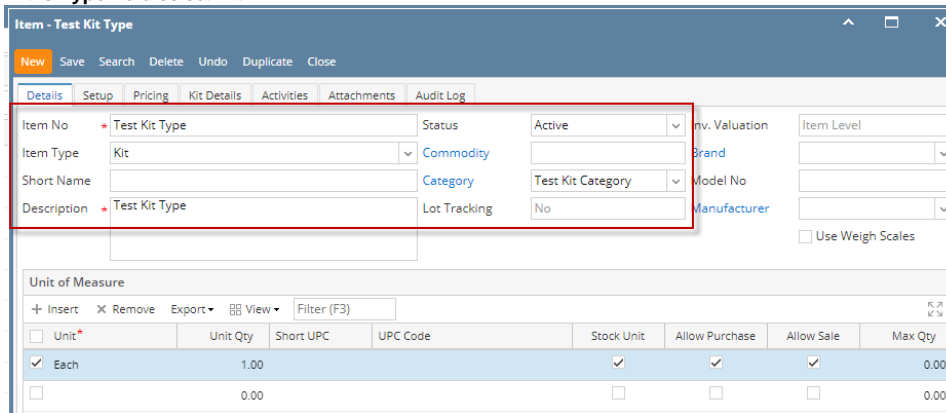 Item - Test Kit Type
New Save Search Delete Undo Duplicate Close
Details Setup Pricing Kit Details Activities Attachments Audit Log
Item No * Test Kit Type Status Active Inv. Valuation Item Level
Item Type Kit Commodity Brand
Short Name Category Test Kit Category Model No
Description * Test Kit Type Lot Tracking No Manufacturer
Use Weigh Scales
Unit of Measure
+ Insert × Remove Export View Filter (F3)
Unit* Unit Qty Short UPC UPC Code Stock Unit Allow Purchase Allow Sale Max Qty
Each 1.00 0.00
0.00 0.00